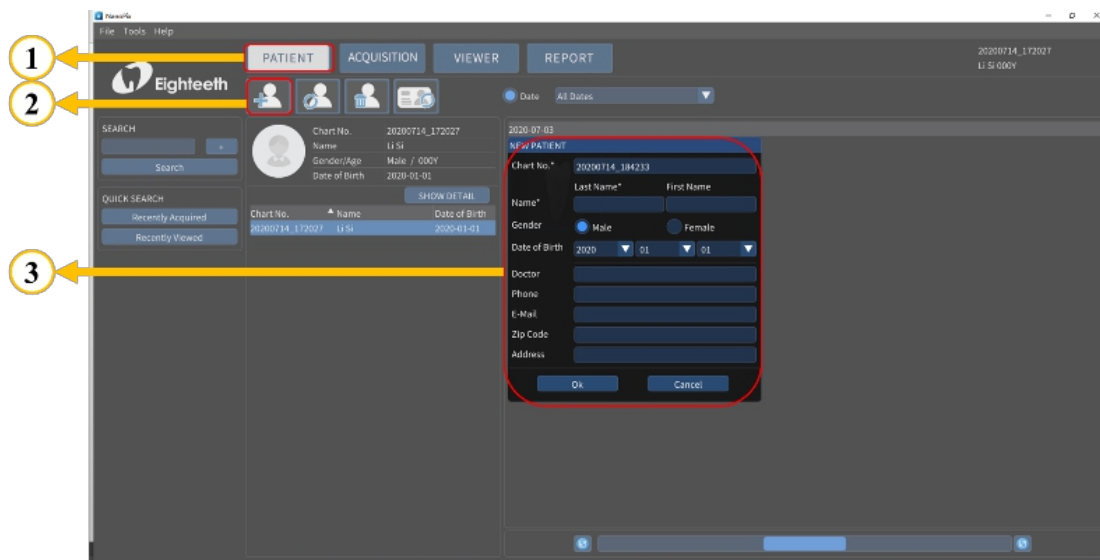 NanoPix
File Tools Help
1
PATIENT ACQUISITION VIEWER REPORT
20200714_172027
Li Si 000Y
Eighteeth
2
Date All Dates
SEARCH
+
Search
QUICK SEARCH
Recently Acquired
Recently Viewed
Chart No. 20200714_172027
Name Li Si
Gender/Age Male / 000Y
Date of Birth 2020-01-01
SHOW DETAIL
Chart No. Name Date of Birth
20200714_172027 Li Si 2020-01-01
2020-07-03
NEW PATIENT
Chart No.* 20200714_184233
Last Name* First Name
Name*
Gender Male Female
Date of Birth 2020 01 01
3
Doctor
Phone
E-Mail
Zip Code
Address
Ok Cancel